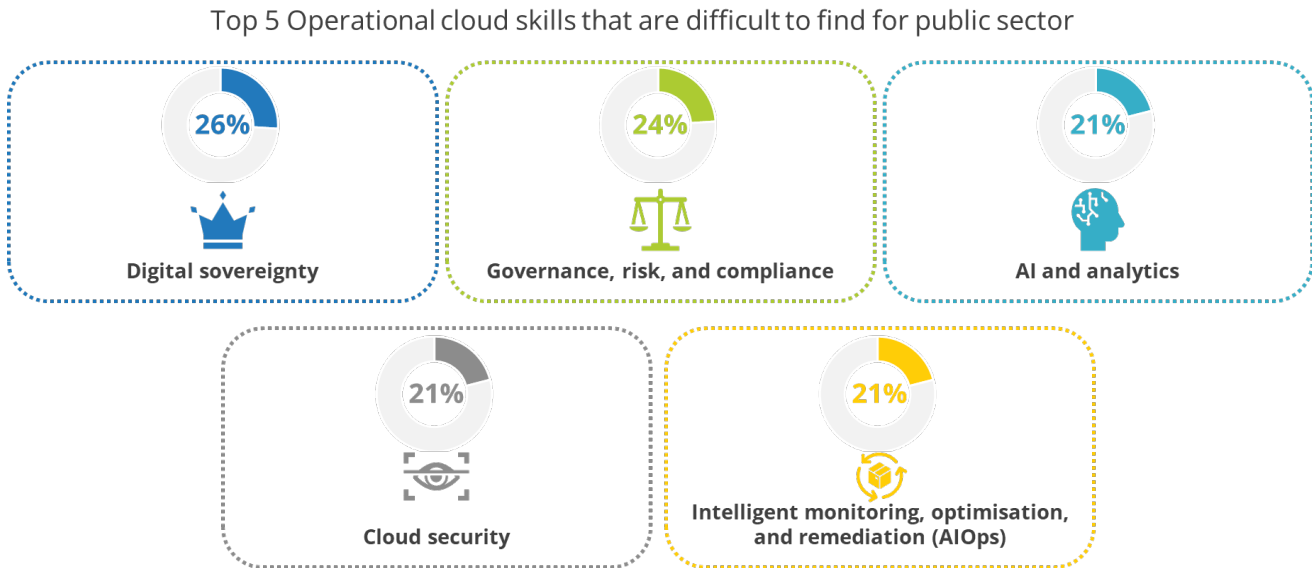 Top 5 Operational cloud skills that are difficult to find for public sector
26%
Digital sovereignty
24%
Governance, risk, and compliance
21%
AI and analytics
21%
Cloud security
21%
Intelligent monitoring, optimisation,
and remediation (AIOps)